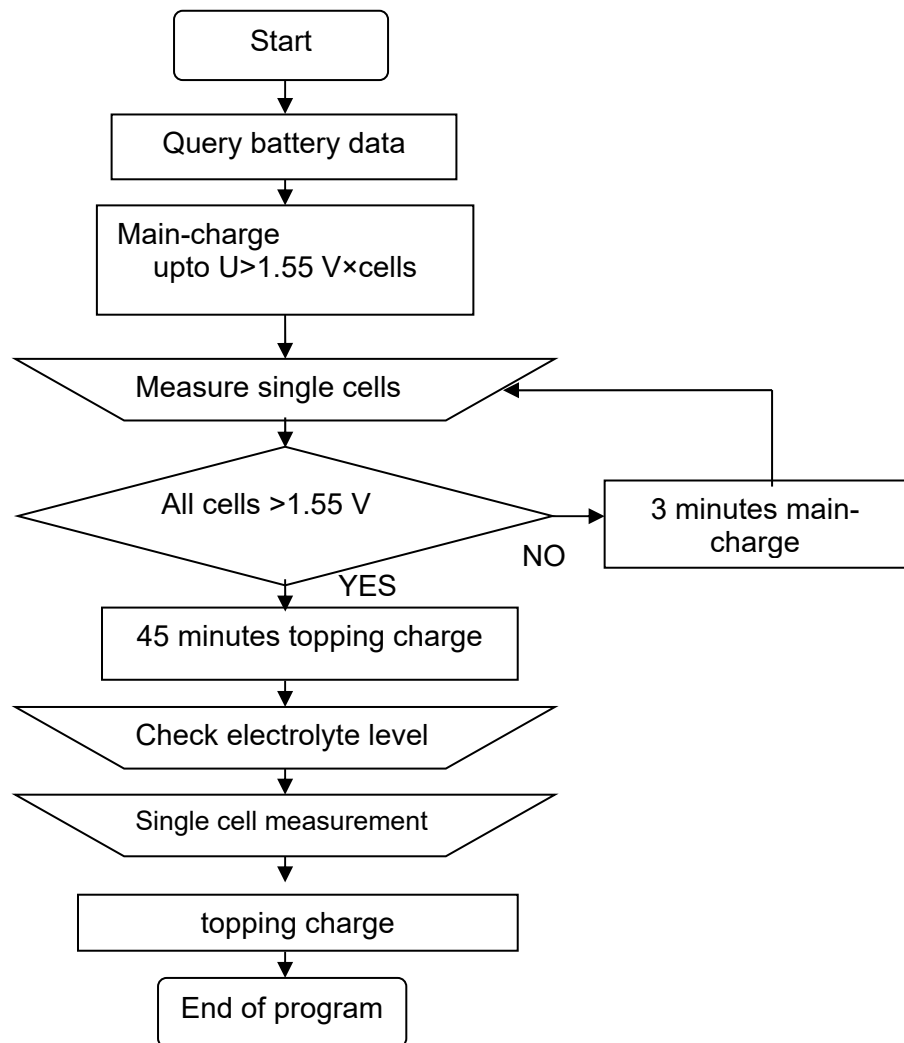 Start
Query battery data
Main-charge
upto U>1.55 V×cells
Measure single cells
All cells >1.55 V
NO
3 minutes main-
charge
YES
45 minutes topping charge
Check electrolyte level
Single cell measurement
topping charge
End of program